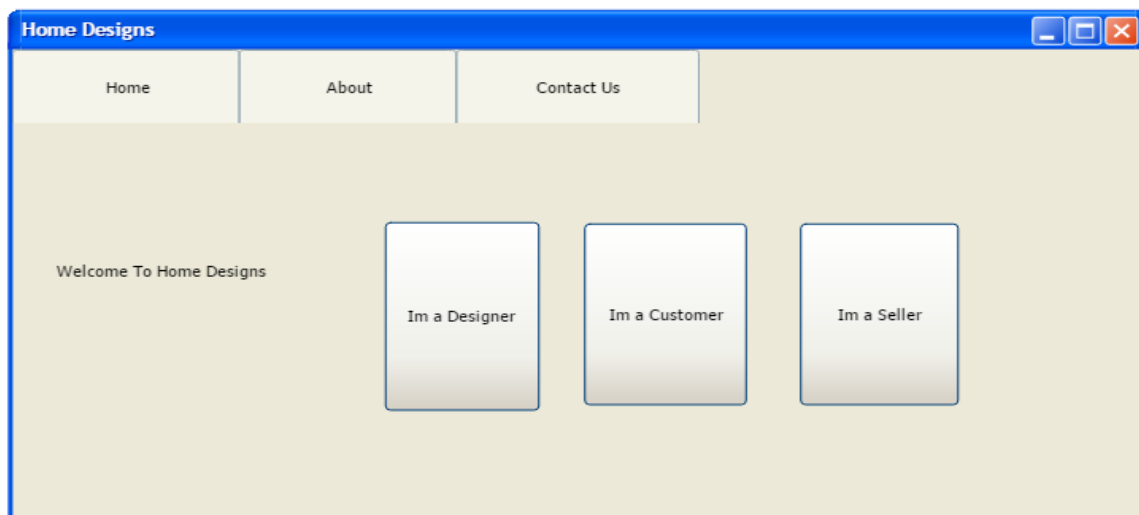 Home Designs
Home About Contact Us
Welcome To Home Designs
Im a Designer Im a Customer Im a Seller